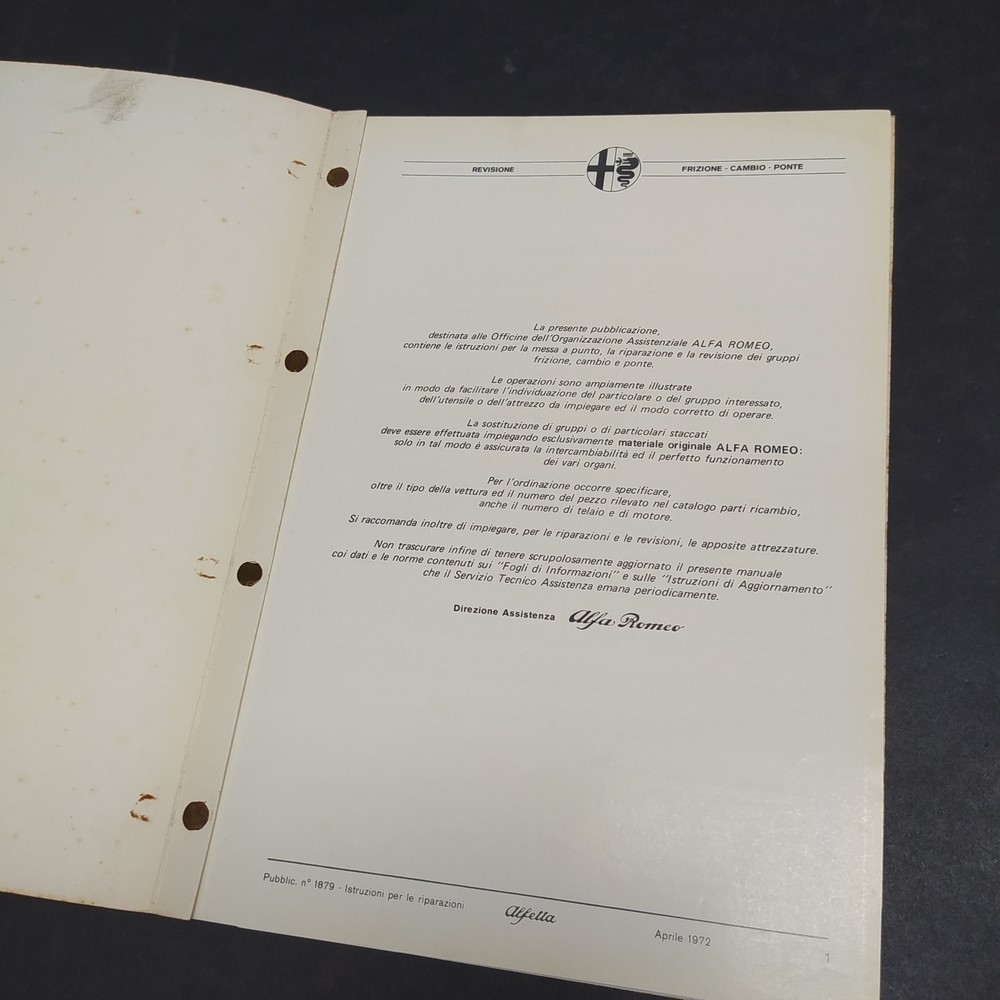 REVISIONE
FRIZIONE - CAMBIO - PONTE
La presente pubblicazione,
destinata alle Officine dell'Organizzazione Assistenziale ALFA ROMEO,
contiene le istruzioni per la messa a punto, la riparazione e la revisione dei gruppi
frizione, cambio e ponte.
Le operazioni sono ampiamente illustrate
in modo da facilitare l'individuazione del particolare o del gruppo interessato,
dell'utensile o dell'attrezzo da impiegare ed il modo corretto di operare.
La sostituzione di gruppi o di particolari staccati
deve essere effettuata impiegando esclusivamente materiale originale ALFA ROMEO:
solo in tal modo è assicurata la intercambiabilità ed il perfetto funzionamento
dei vari organi.
Per l'ordinazione occorre specificare,
oltre il tipo della vettura ed il numero del pezzo rilevato nel catalogo parti ricambio,
anche il numero di telaio e di motore.
Si raccomanda inoltre di impiegare, per le riparazioni e le revisioni, le apposite attrezzature.
Non trascurare infine di tenere scrupolosamente aggiornato il presente manuale
coi dati e le norme contenuti sui "Fogli di Informazioni" e sulle "Istruzioni di Aggiornamento"
che il Servizio Tecnico Assistenza emana periodicamente.
Direzione Assistenza Alfa Romeo
Pubblic. n° 1879 - Istruzioni per le riparazioni
Alfetta
Aprile 1972
1